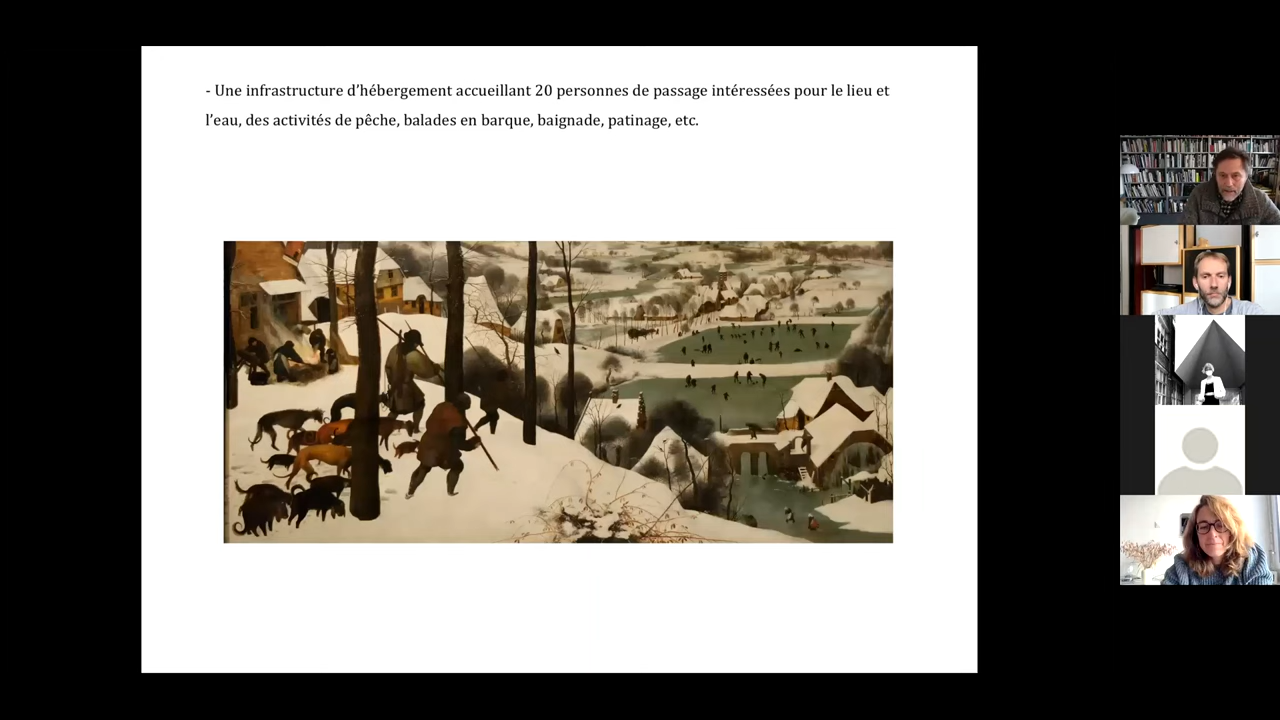 - Une infrastructure d’hébergement accueillant 20 personnes de passage intéressées pour le lieu et
l’eau, des activités de pêche, balades en barque, baignade, patinage, etc.